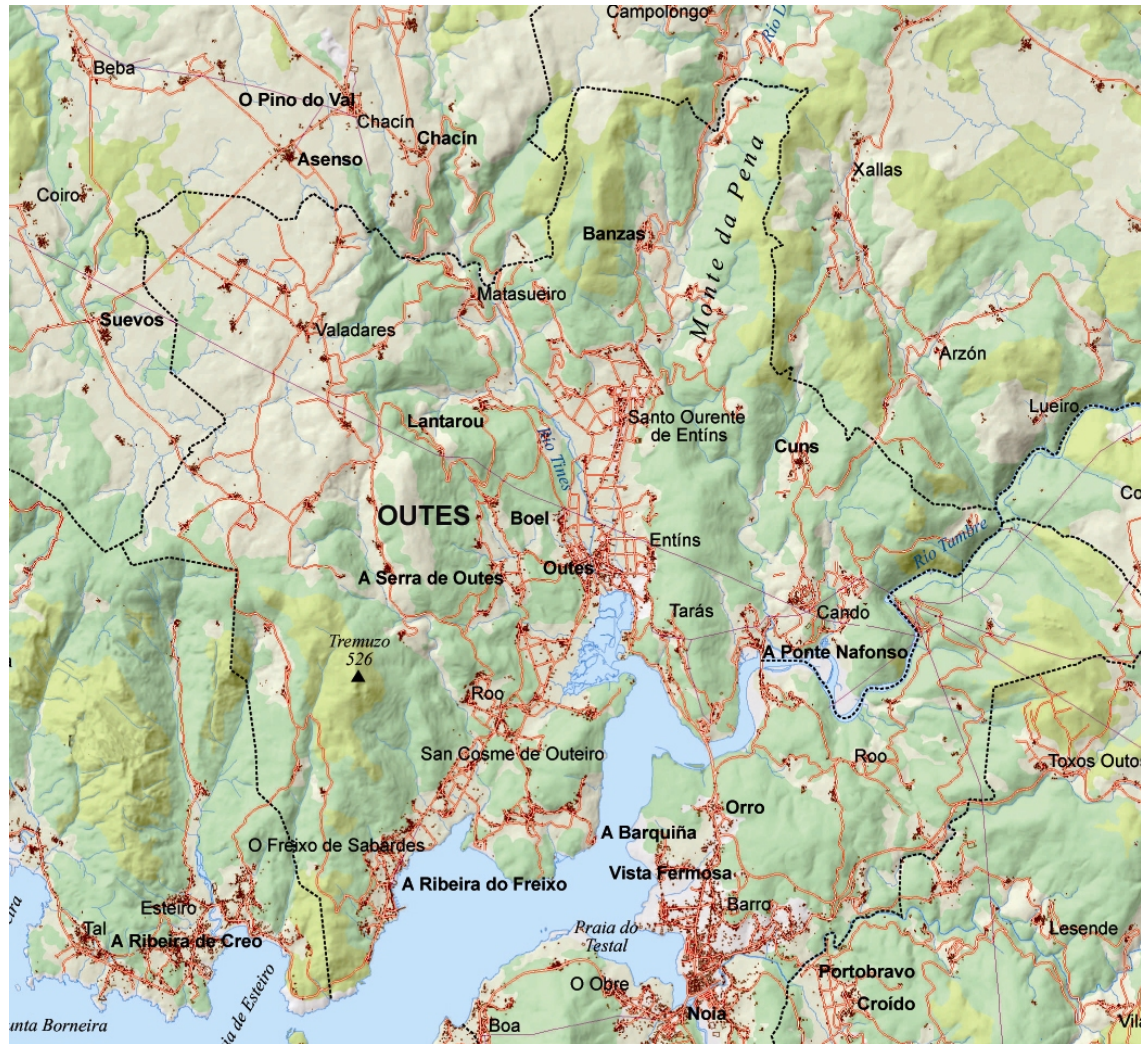 Campolongo
Río
Beba
O Pino do Val
Chacín
Chacín
Asenso
Xallas
Coiro
Monte da Pena
Banzas
Matasueiro
Suevos
Valadares
Arzón
Lueiro
Lantarou
Santo Ourente
de Entíns
Río Tines
Cuns
OUTES
Boel
Entíns
Río Tambre
Outes
A Serra de Outes
Tarás
Cando
Tremuzo
526
A Ponte Nafonso
Roo
San Cosme de Outeiro
Roo
Toxos Outos
Orro
A Barquiña
O Freixo de Sabardes
Vista Fermosa
A Ribeira do Freixo
Esteiro
Barro
Tal
A Ribeira de Creo
Praia do
Testal
Lesende
Portobravo
O Obre
Croído
Noia
de Esteiro
unta Borneira
Boa